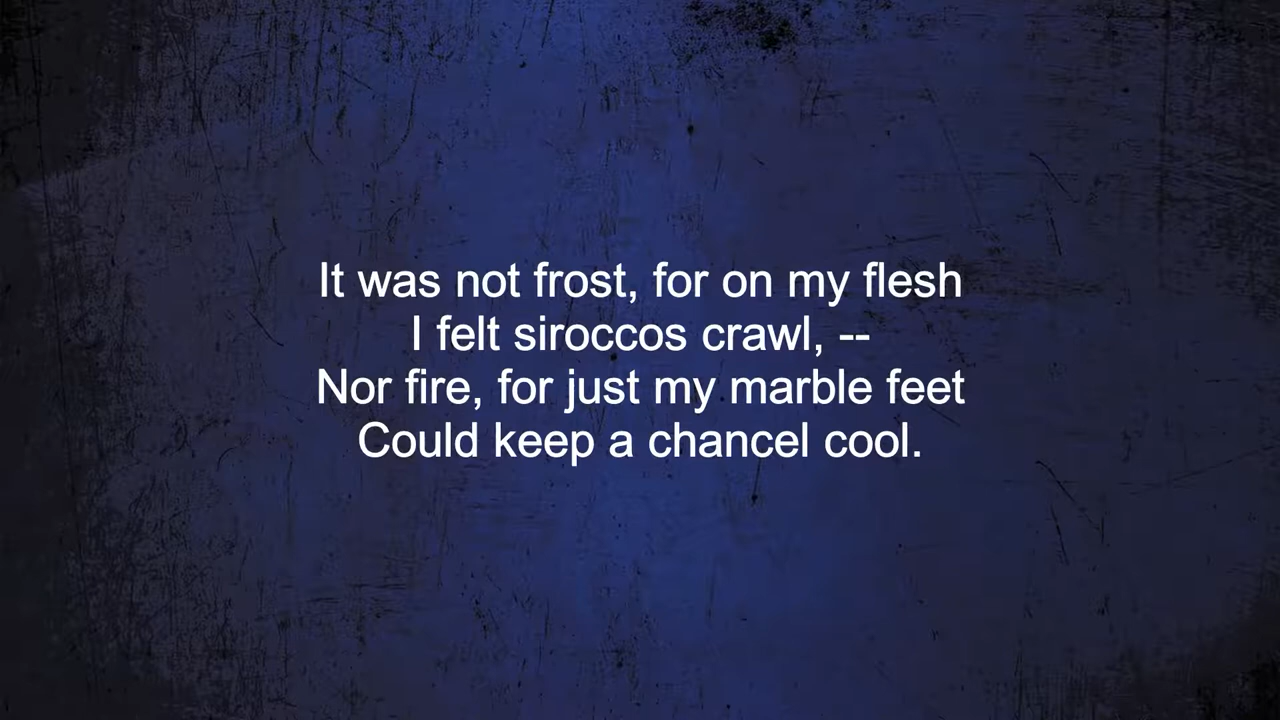 It was not frost, for on my flesh
I felt siroccos crawl, --
Nor fire, for just my marble feet
Could keep a chancel cool.